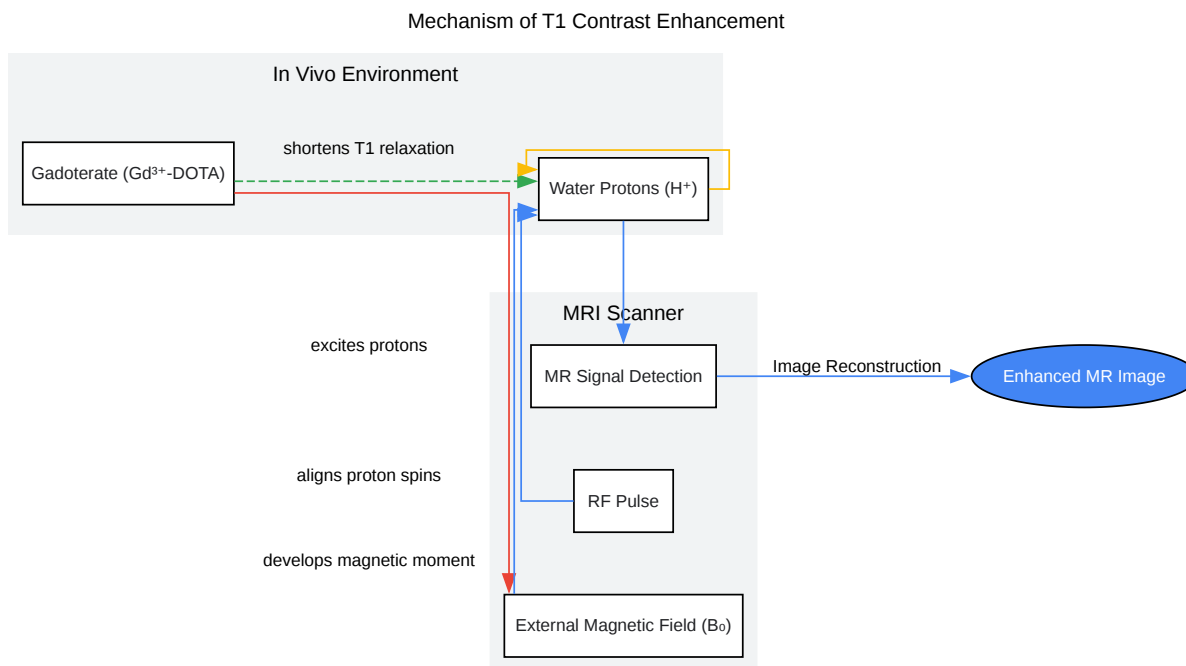 Mechanism of T1 Contrast Enhancement
In Vivo Environment
shortens T1 relaxation
Gadoterate (Gd³⁺-DOTA)
Water Protons (H⁺)
MRI Scanner
excites protons
MR Signal Detection
Image Reconstruction
Enhanced MR Image
aligns proton spins
RF Pulse
develops magnetic moment
External Magnetic Field (B₀)